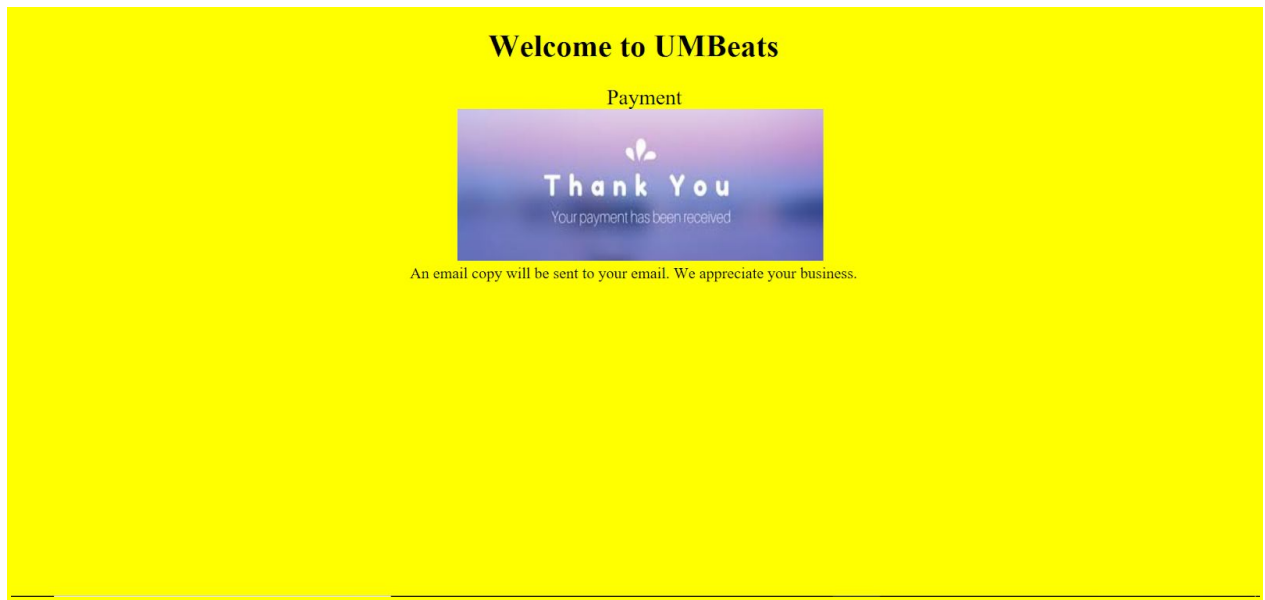 Welcome to UMBeats
Payment
Thank You
Your payment has been received
An email copy will be sent to your email. We appreciate your business.